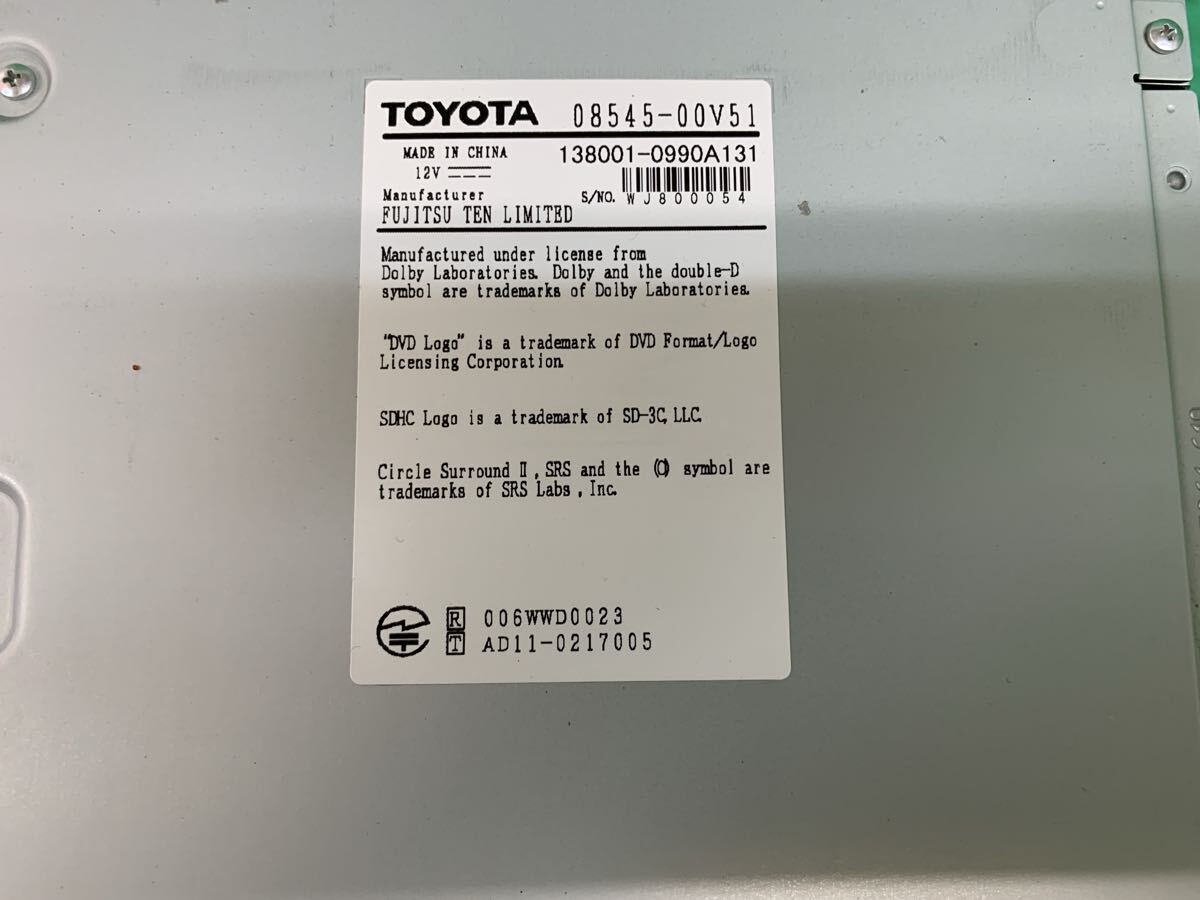 TOYOTA 08545-00V51
MADE IN CHINA 138001-0990A131
12V
Manufacturer S/NO. WJ800054
FUJITSU TEN LIMITED
Manufactured under license from
Dolby Laboratories. Dolby and the double-D
symbol are trademarks of Dolby Laboratories.
"DVD Logo" is a trademark of DVD Format/Logo
Licensing Corporation.
SDHC Logo is a trademark of SD-3C, LLC.
Circle Surround Ⅱ, SRS and the (O) symbol are
trademarks of SRS Labs, Inc.
R 006WWD0023
T AD11-0217005